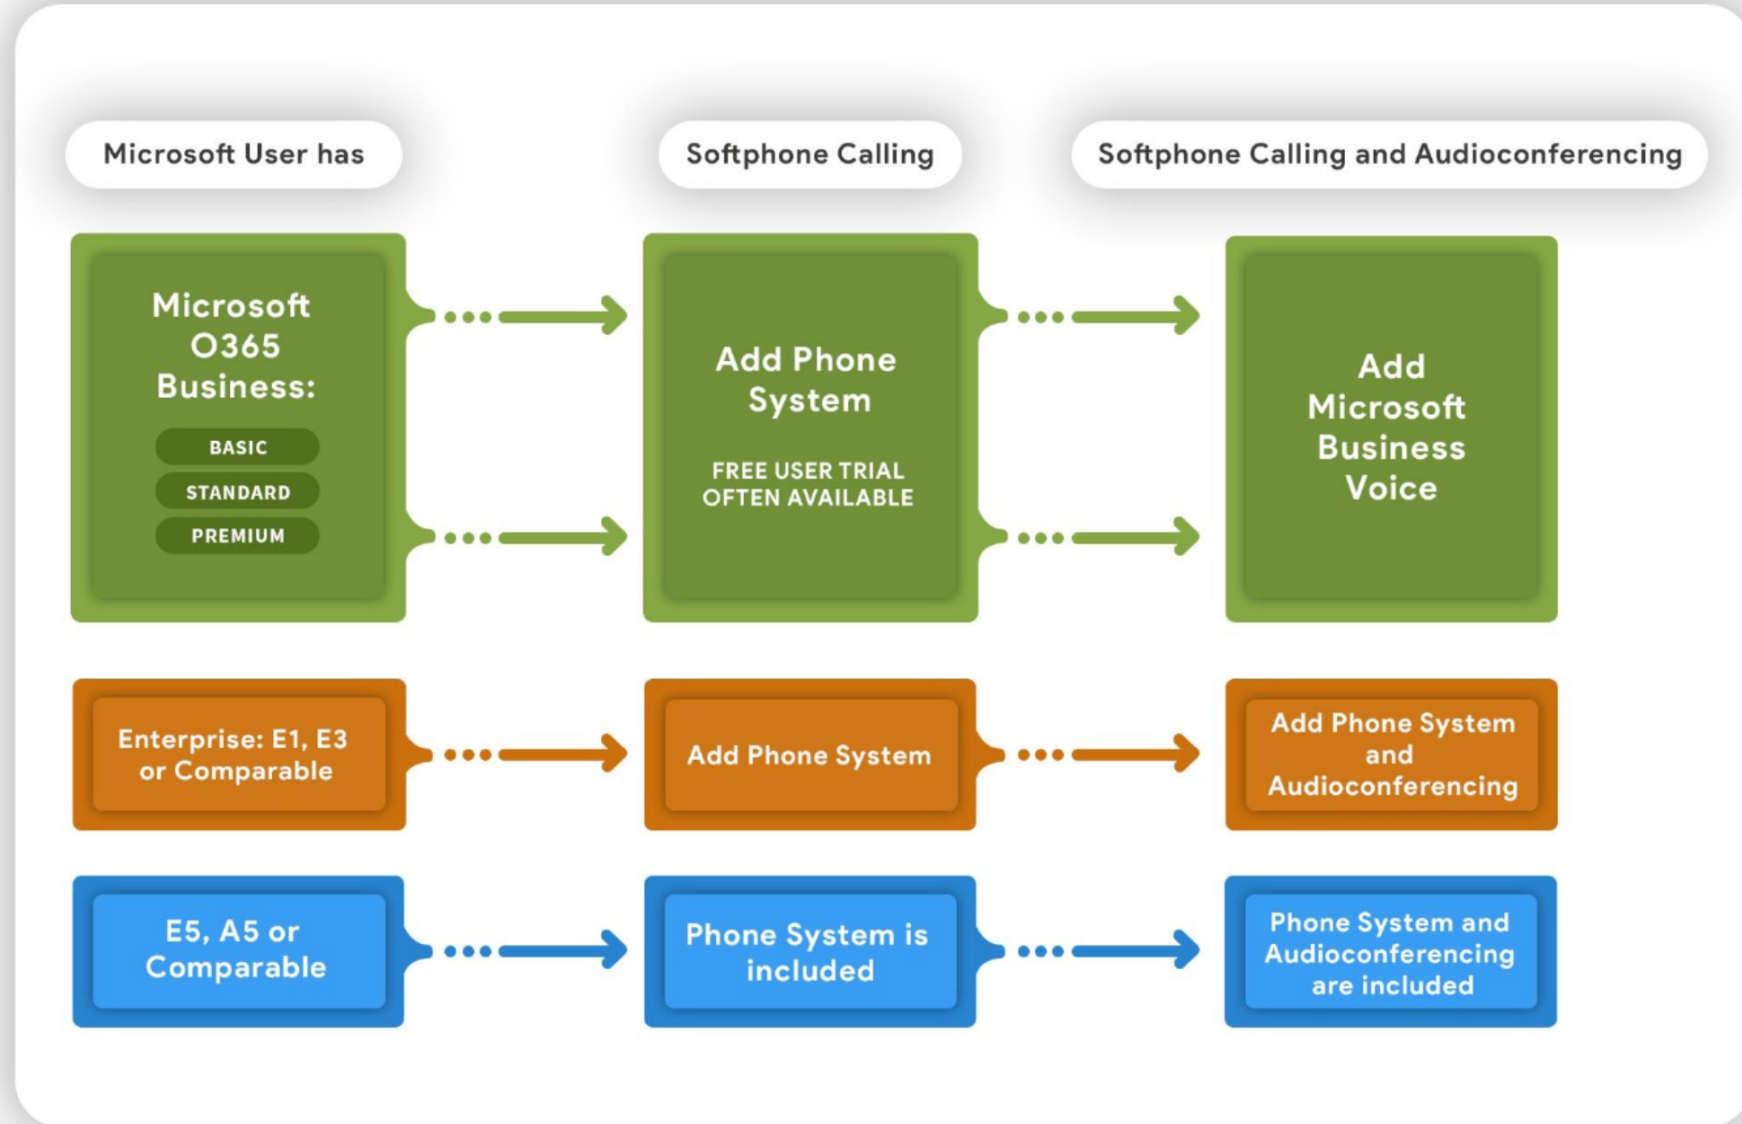 Microsoft User has
Softphone Calling
Softphone Calling and Audioconferencing
Microsoft
O365
Business:
BASIC
STANDARD
PREMIUM
Add Phone
System
FREE USER TRIAL
OFTEN AVAILABLE
Add
Microsoft
Business
Voice
Enterprise: E1, E3
or Comparable
Add Phone System
Add Phone System
and
Audioconferencing
E5, A5 or
Comparable
Phone System is
included
Phone System and
Audioconferencing
are included